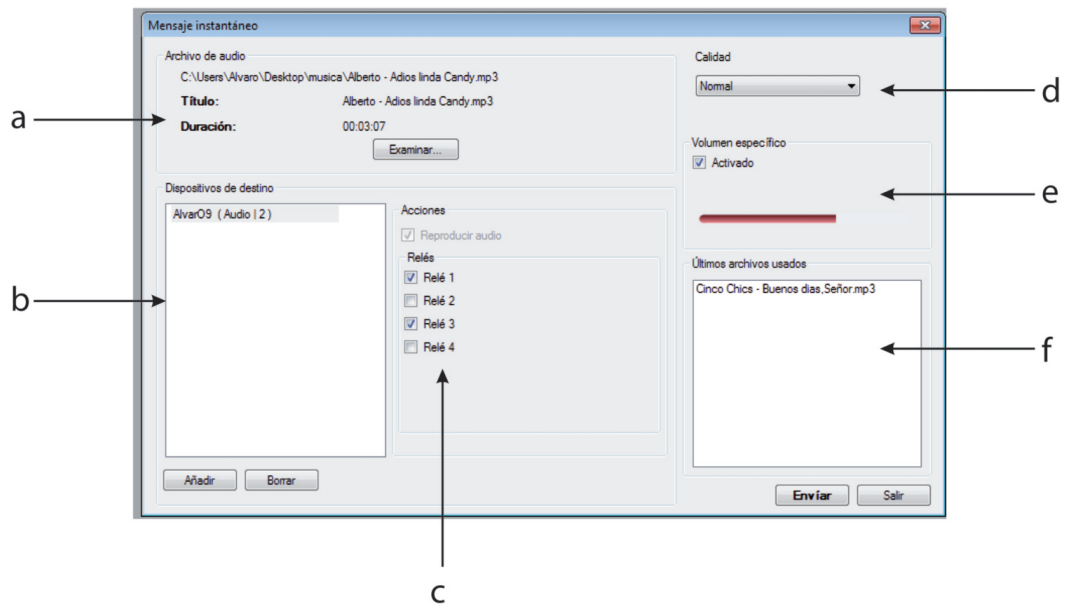 Mensaje instantáneo
Archivo de audio
C:\Users\Alvaro\Desktop\musica\Alberto - Adios linda Candy.mp3
Título: Alberto - Adios linda Candy.mp3
Duración: 00:03:07
Examinar...
a
Dispositivos de destino
AlvarO9 ( Audio | 2 )
b
Añadir Borrar
Acciones
Reproducir audio
Relés
Relé 1
Relé 2
Relé 3
Relé 4
c
Calidad
Normal
d
Volumen específico
Activado
e
Últimos archivos usados
Cinco Chics - Buenos dias,Señor.mp3
f
Envíar Salir